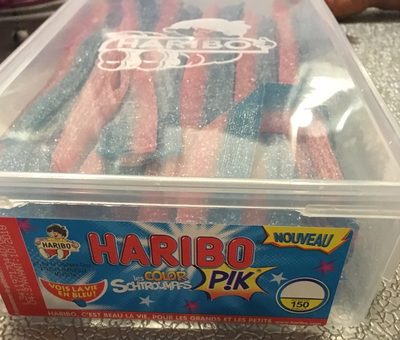 HARIBO
HARIBO
HARIBO
NOUVEAU
les COLOR
SCHTROUMPFS
P!K
VOIS LA VIE
EN BLEU!
150
HARIBO, C'EST BEAU LA VIE, POUR LES GRANDS ET LES PETITS